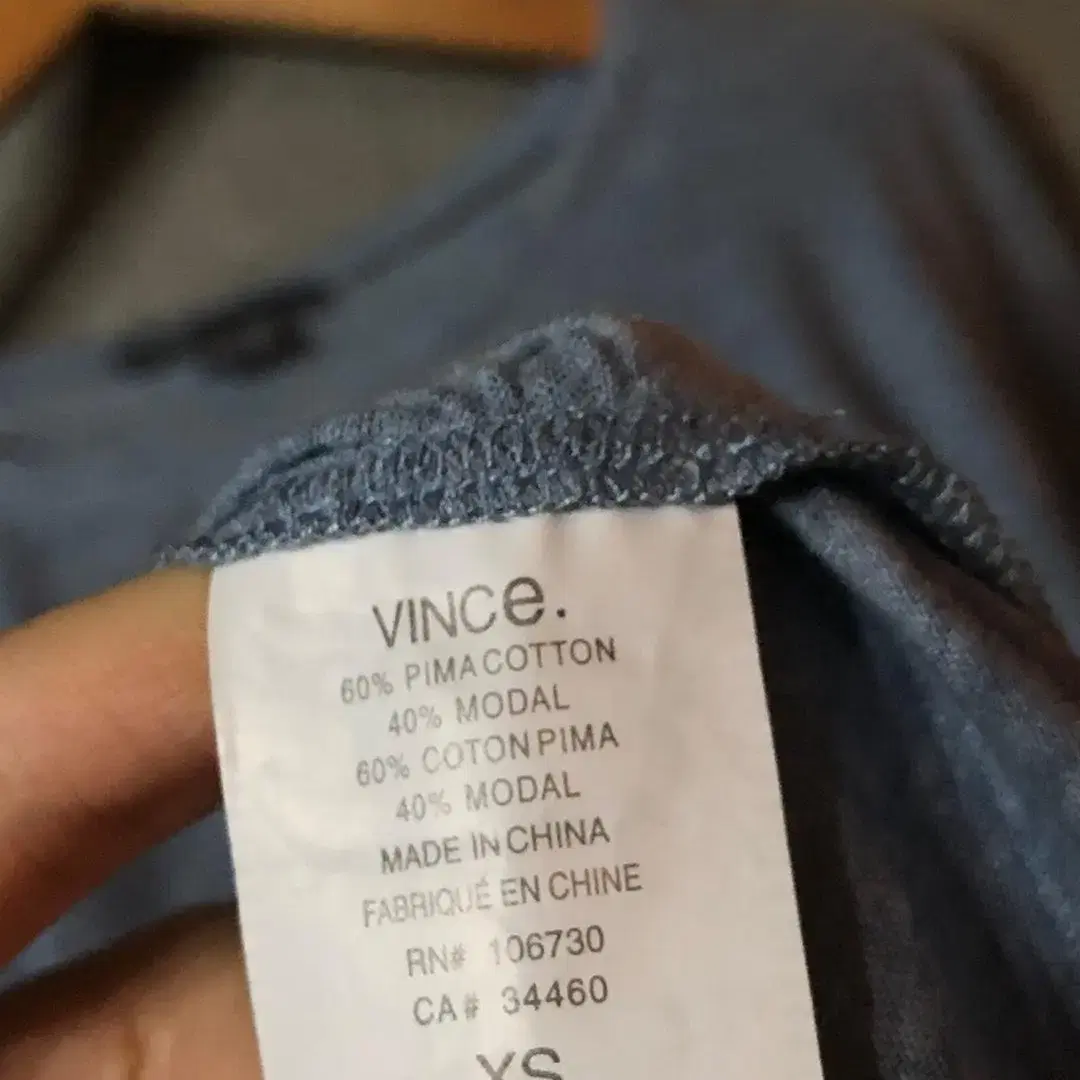 VINCe.
60% PIMA COTTON
40% MODAL
60% COTON PIMA
40% MODAL
MADE IN CHINA
FABRIQUÉ EN CHINE
RN# 106730
CA# 34460
XS